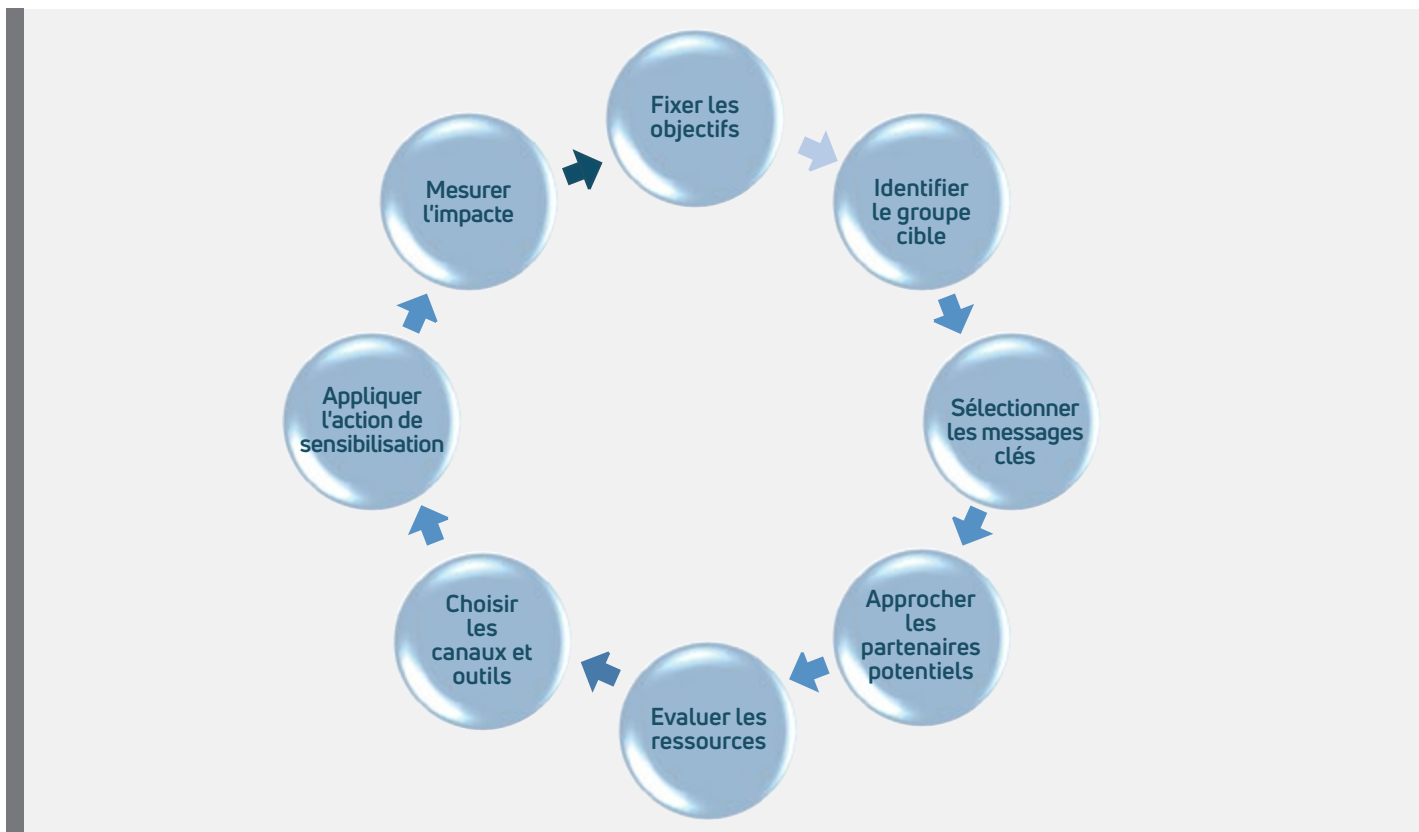 Fixer les
objectifs
Identifier
le groupe
cible
Sélectionner
les messages
clés
Approcher
les
partenaires
potentiels
Evaluer les
ressources
Choisir
les
canaux et
outils
Appliquer
l'action de
sensibilisation
Mesurer
l'impacte